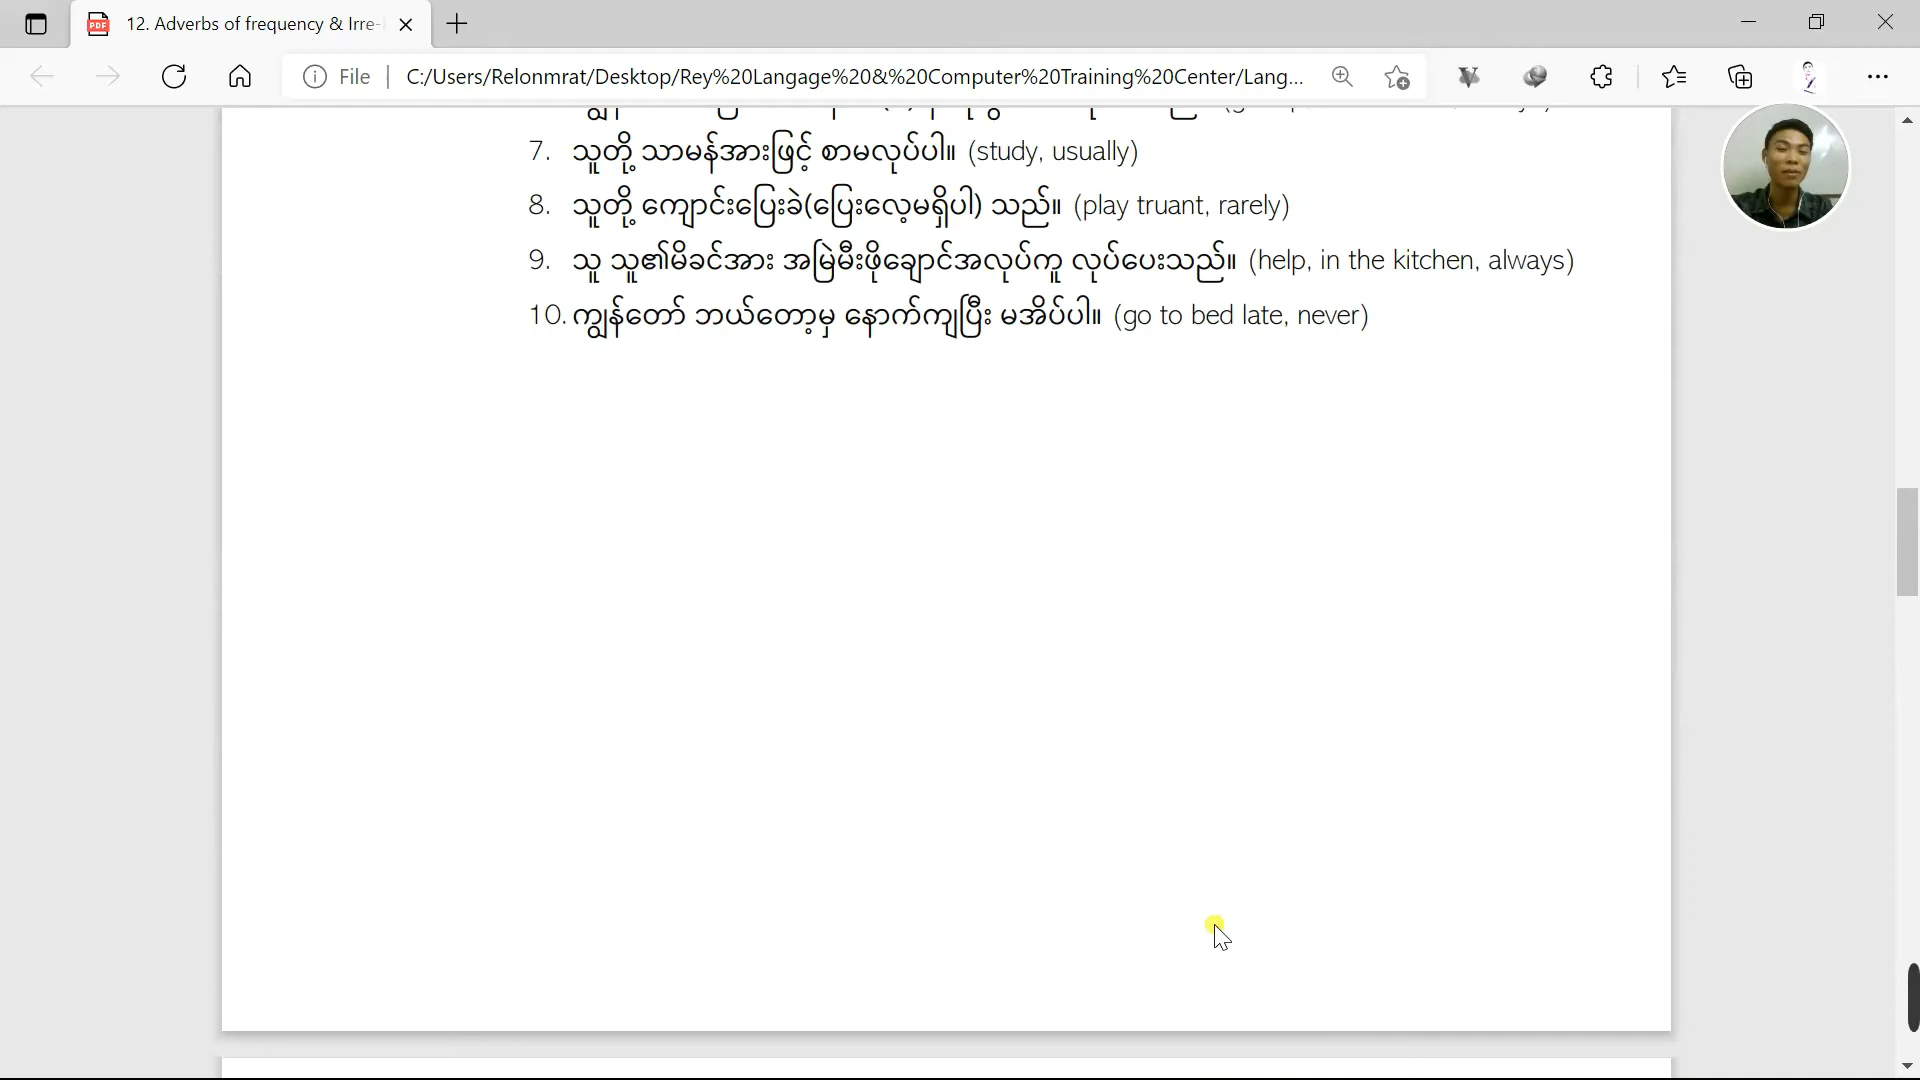 12. Adverbs of frequency & Irre-
File
C:/Users/Relonmrat/Desktop/Rey%20Langage%20&%20Computer%20Training%20Center/Lang...
7. သူတို့ သာမန်အားဖြင့် စာမလုပ်ပါ။ (study, usually)
8. သူတို့ ကျောင်းပြေးခဲ(ပြေးလေ့မရှိပါ) သည်။ (play truant, rarely)
9. သူ သူ၏မိခင်အား အမြဲမီးဖိုချောင်အလုပ်ကူ လုပ်ပေးသည်။ (help, in the kitchen, always)
10. ကျွန်တော် ဘယ်တော့မှ နောက်ကျပြီး မအိပ်ပါ။ (go to bed late, never)